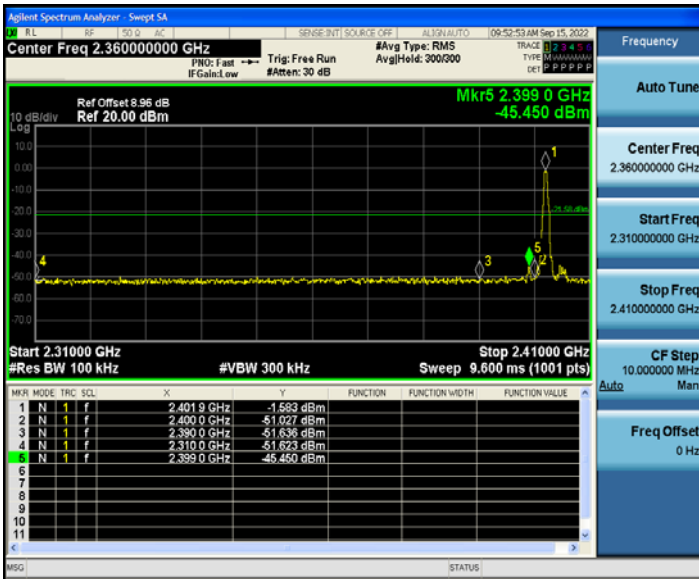 Agilent Spectrum Analyzer - Swept SA
RL RF 50 Ω AC SENSE:INT SOURCE OFF ALIGNAUTO 09:52:53 AM Sep 15, 2022
Center Freq 2.360000000 GHz
PNO: Fast
IFGain:Low
Trig: Free Run
#Atten: 30 dB
#Avg Type: RMS
Avg|Hold: 300/300
TRACE 1 2 3 4 5 6
TYPE M
DET P P P P P P
Ref Offset 8.96 dB
10 dB/div Ref 20.00 dBm
Log
Mkr5 2.399 0 GHz
-45.450 dBm
10.0
0.00
-10.0
-20.0
-30.0
-40.0
-50.0
-60.0
-70.0
-21.58 dBm
1
5
2
3
4
Start 2.31000 GHz Stop 2.41000 GHz
#Res BW 100 kHz #VBW 300 kHz Sweep 9.600 ms (1001 pts)
MKR MODE TRC SCL X Y FUNCTION FUNCTION WIDTH FUNCTION VALUE
1 N 1 f 2.401 9 GHz -1.583 dBm
2 N 1 f 2.400 0 GHz -51.027 dBm
3 N 1 f 2.390 0 GHz -51.636 dBm
4 N 1 f 2.310 0 GHz -51.623 dBm
5 N 1 f 2.399 0 GHz -45.450 dBm
6
7
8
9
10
11
MSG STATUS
Frequency
Auto Tune
Center Freq
2.360000000 GHz
Start Freq
2.310000000 GHz
Stop Freq
2.410000000 GHz
CF Step
10.000000 MHz
Auto Man
Freq Offset
0 Hz